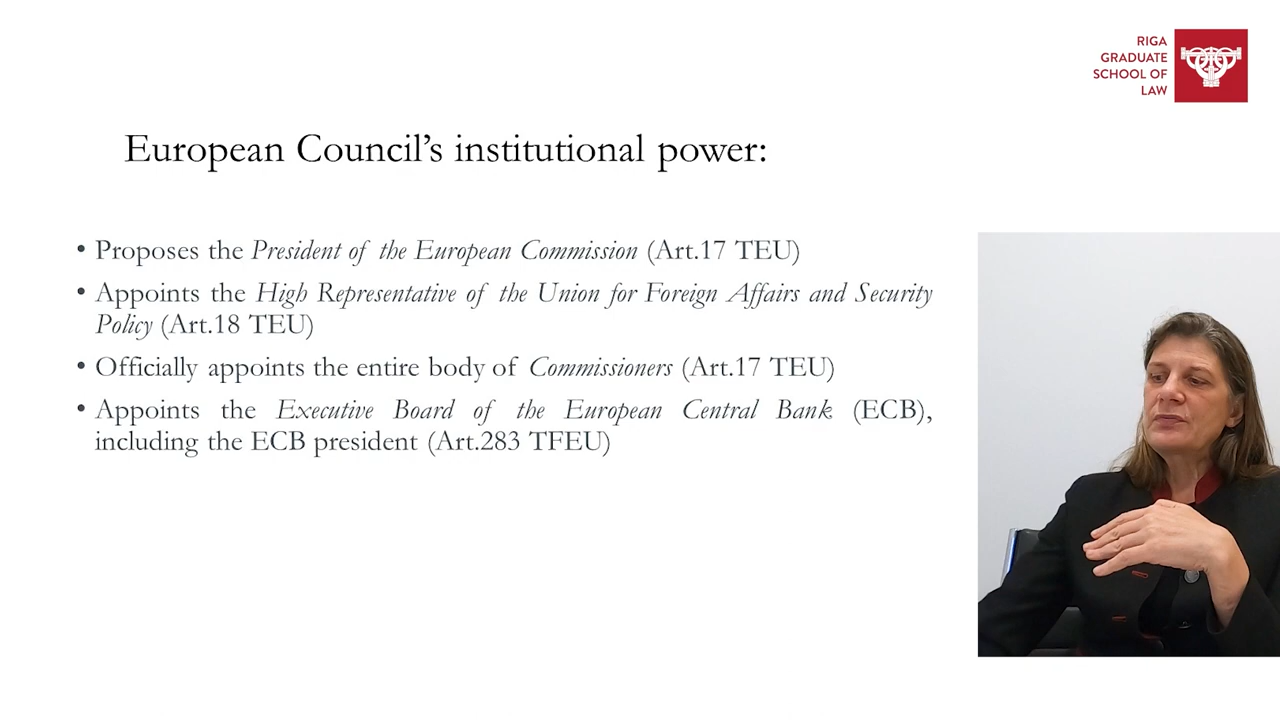 RIGA
GRADUATE
SCHOOL OF
LAW
European Council’s institutional power:
• Proposes the President of the European Commission (Art.17 TEU)
• Appoints the High Representative of the Union for Foreign Affairs and Security
Policy (Art.18 TEU)
• Officially appoints the entire body of Commissioners (Art.17 TEU)
• Appoints the Executive Board of the European Central Bank (ECB),
including the ECB president (Art.283 TFEU)